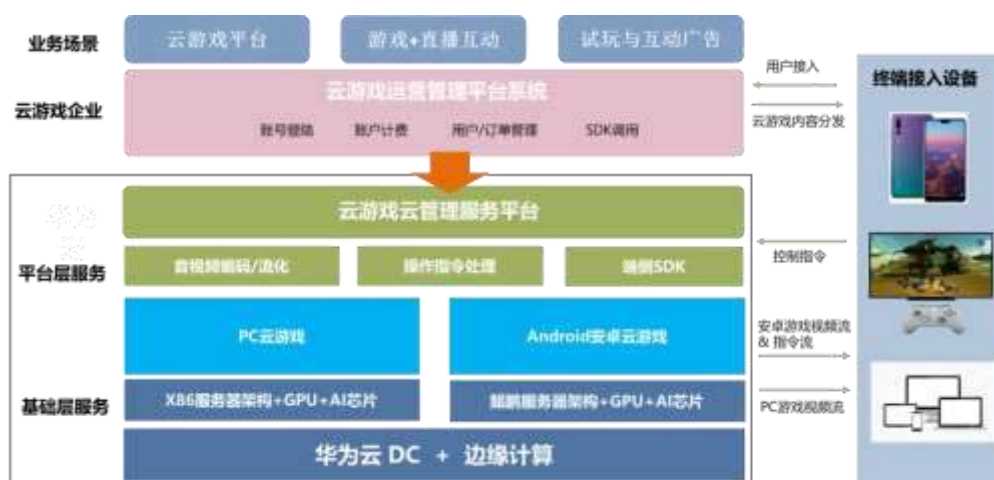 业务场景
云游戏平台
游戏+直播互动
试玩与互动广告
云游戏企业
云游戏运营管理平台系统
账号登陆
账户计费
用户/订单管理
SDK调用
用户接入
云游戏内容分发
终端接入设备
华为
云
平台层服务
云游戏云管理服务平台
音视频编码/流化
操作指令处理
端侧SDK
控制指令
PC云游戏
Android安卓云游戏
安卓游戏视频流
& 指令流
基础层服务
X86服务器架构+GPU+AI芯片
鲲鹏服务器架构+GPU+AI芯片
PC游戏视频流
华为云 DC + 边缘计算